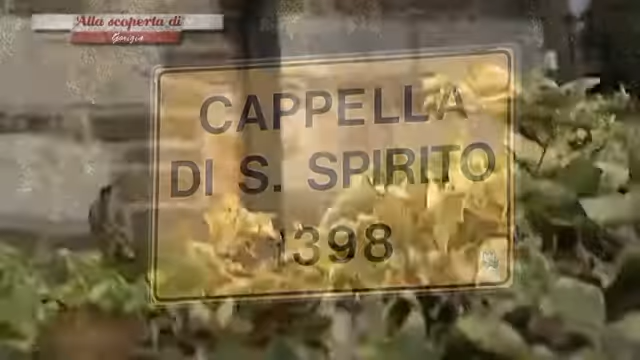 Alla scoperta di
Gorizia
CAPPELLA
DI S. SPIRITO
1398